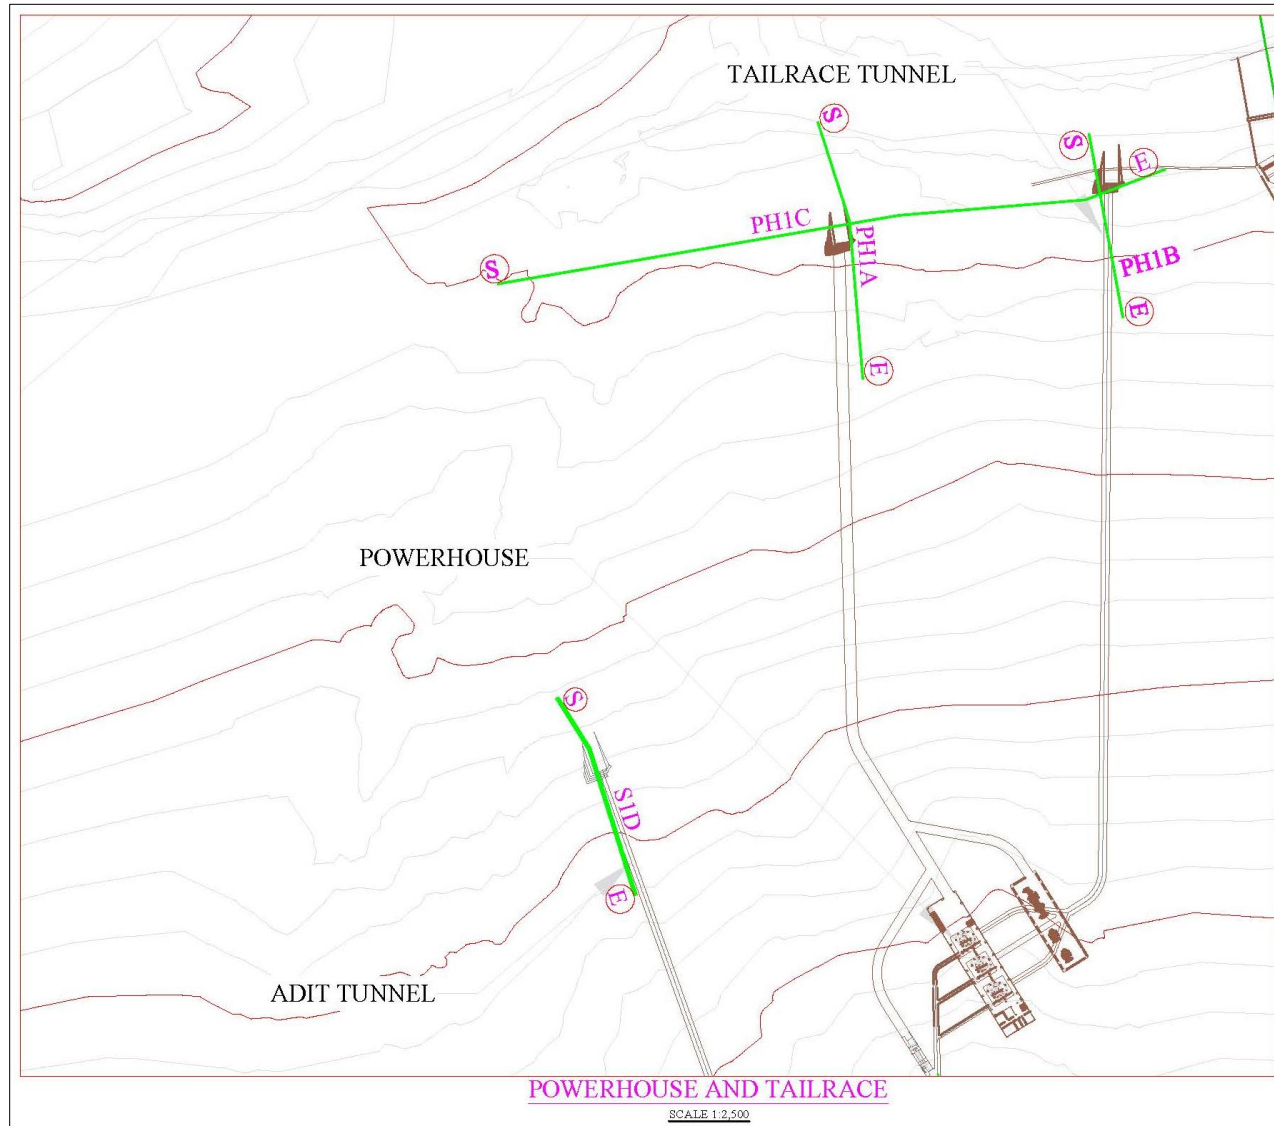 TAILRACE TUNNEL
S
S
E
PH1C
PH1A
S
PH1B
E
E
POWERHOUSE
S
S1D
E
ADIT TUNNEL
POWERHOUSE AND TAILRACE
SCALE 1:2,500